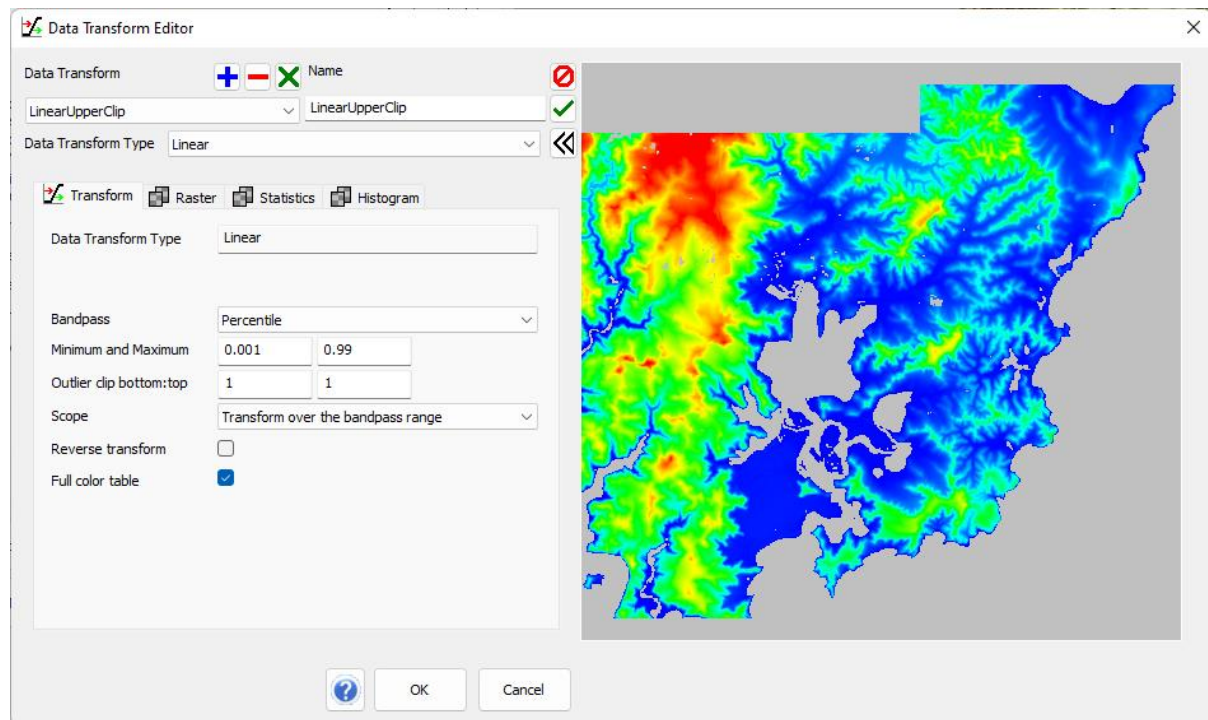 Data Transform Editor
Data Transform
Name
LinearUpperClip
LinearUpperClip
Data Transform Type
Linear
Transform
Raster
Statistics
Histogram
Data Transform Type
Linear
Bandpass
Percentile
Minimum and Maximum
0.001
0.99
Outlier clip bottom:top
1
1
Scope
Transform over the bandpass range
Reverse transform
Full color table
?
OK
Cancel